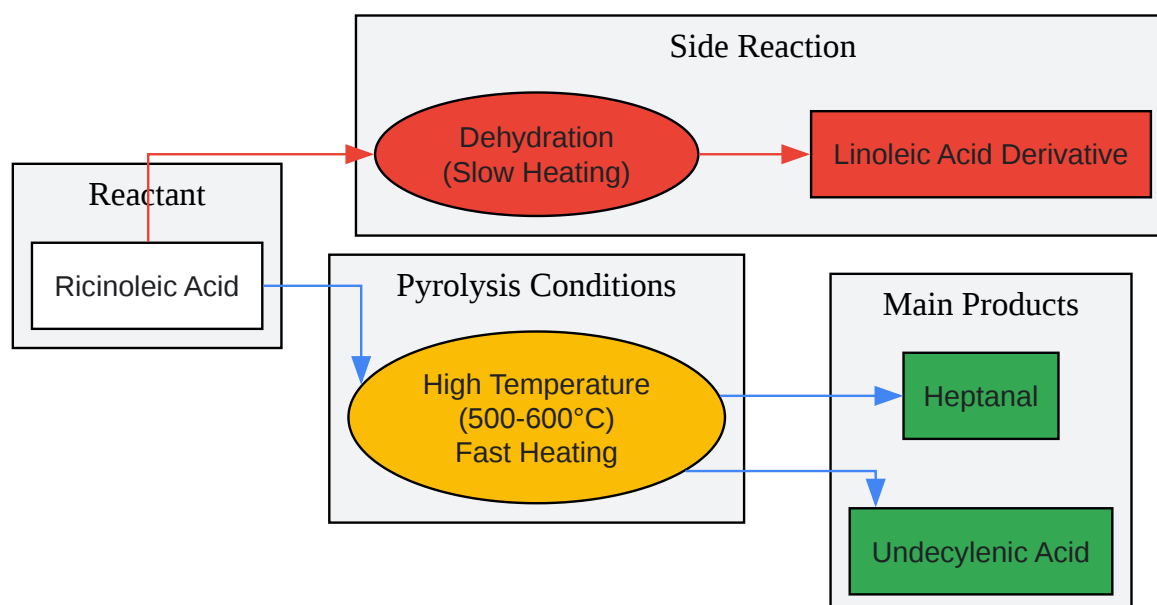 Side Reaction
Dehydration
(Slow Heating)
Linoleic Acid Derivative
Reactant
Ricinoleic Acid
Pyrolysis Conditions
High Temperature
(500-600°C)
Fast Heating
Main Products
Heptanal
Undecylenic Acid